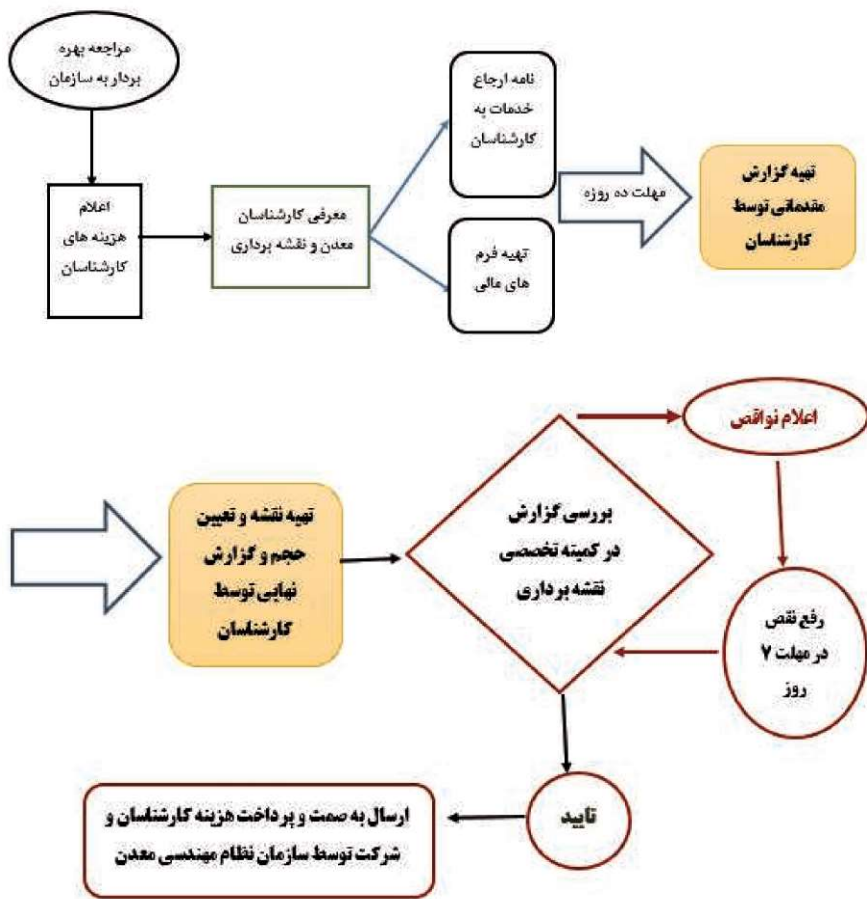 مراجعه بهره
بردار به سازمان
اعلام
هزینه های
کارشناسان
معرفی کارشناسان
معدن و نقشه برداری
نامه ارجاع
خدمات به
کارشناسان
تهیه فرم
های مالی
مهلت ده روزه
تهیه گزارش
مقدماتی توسط
کارشناسان
تهیه نقشه و تعیین
حجم و گزارش
نهایی توسط
کارشناسان
بررسی گزارش
در کمیته تخصصی
نقشه برداری
اعلام نواقص
رفع نقص
در مهلت ۷
روز
تایید
ارسال به صمت و پرداخت هزینه کارشناسان و
شرکت توسط سازمان نظام مهندسی معدن